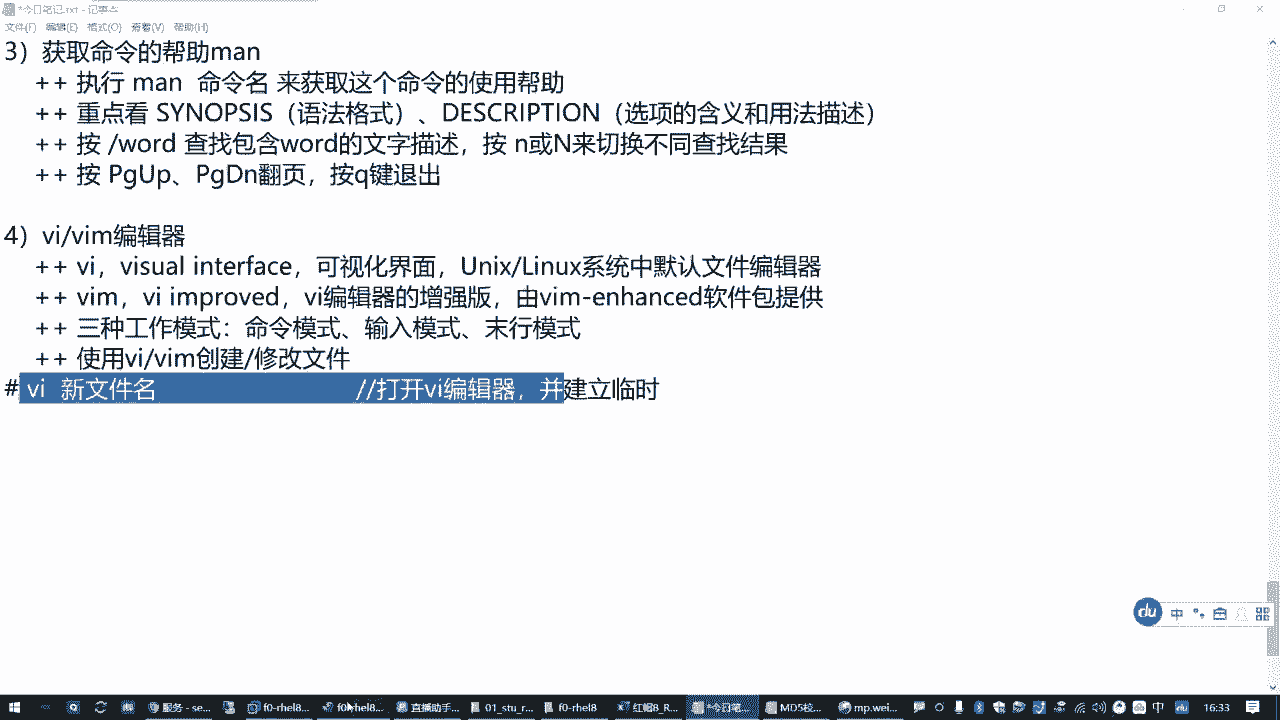 *今日笔记.txt - 记事本
文件(F) 编辑(E) 格式(O) 查看(V) 帮助(H)
3）获取命令的帮助man
++ 执行 man 命令名 来获取这个命令的使用帮助
++ 重点看 SYNOPSIS（语法格式）、DESCRIPTION（选项的含义和用法描述）
++ 按 /word 查找包含word的文字描述，按 n或N来切换不同查找结果
++ 按 PgUp、PgDn翻页，按q键退出
4）vi/vim编辑器
++ vi，visual interface，可视化界面，Unix/Linux系统中默认文件编辑器
++ vim，vi improved，vi编辑器的增强版，由vim-enhanced软件包提供
++ 三种工作模式：命令模式、输入模式、末行模式
++ 使用vi/vim创建/修改文件
# vi 新文件名 //打开vi编辑器，并建立临时
du 中
服务 - se... f0-rhel8... f0-rhel8... 直播助手... 01_stu_r... f0-rhel8 红帽8_R... *今日笔... MD5校... mp.wei... 中 du 16:33